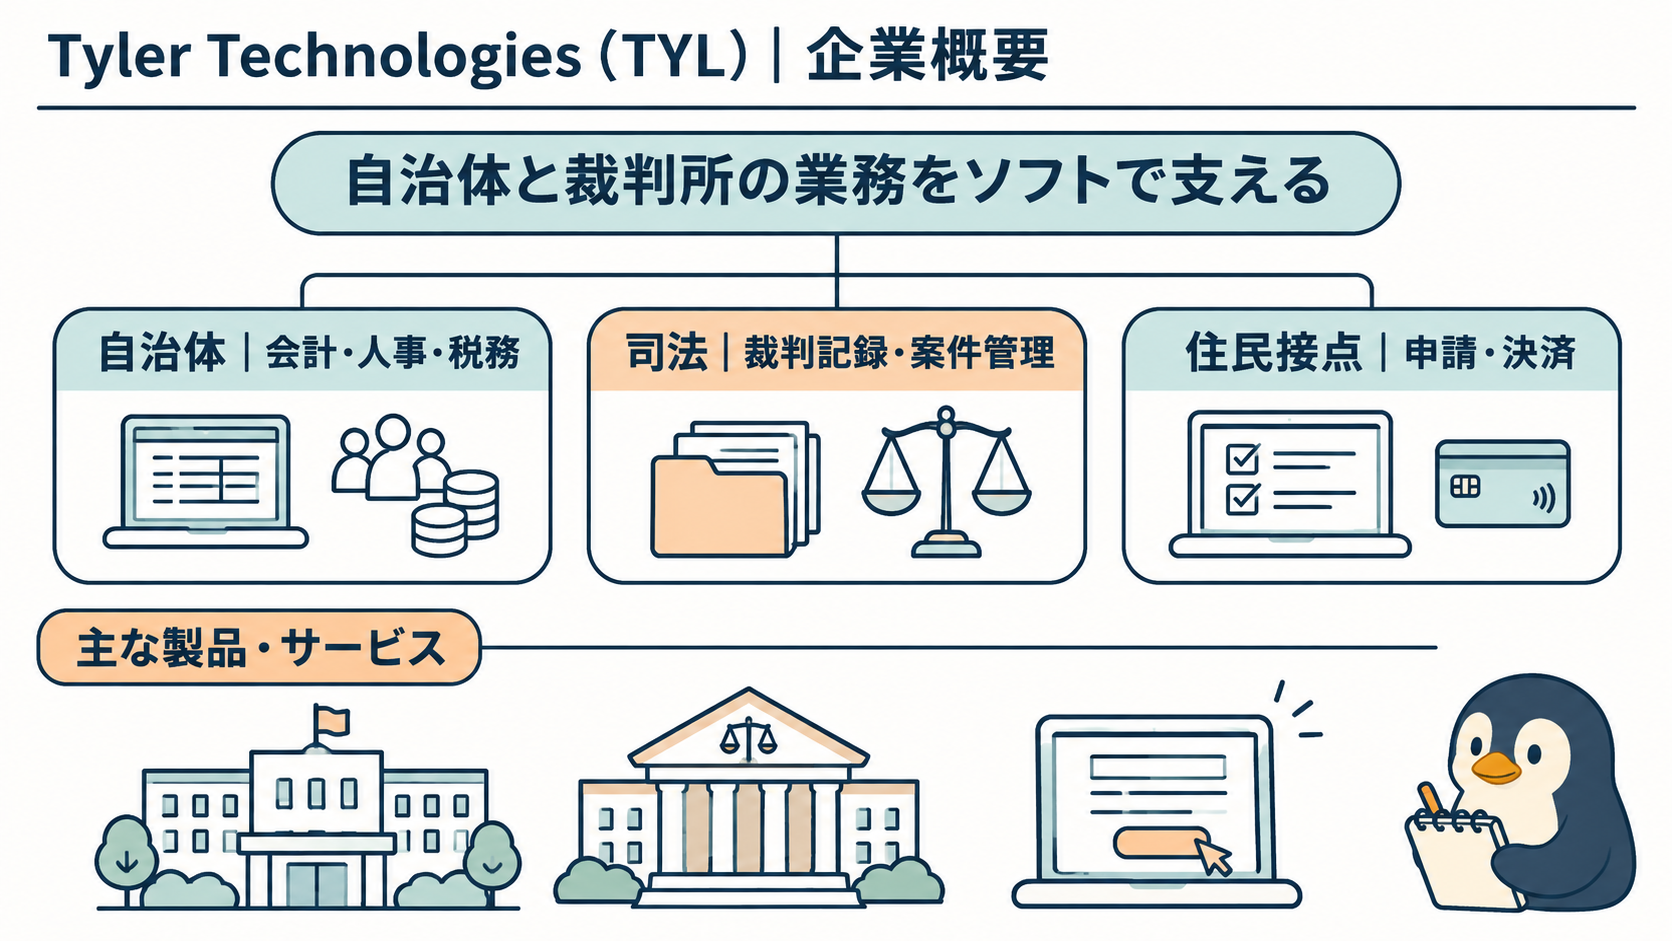 Tyler Technologies（TYL）｜企業概要
自治体と裁判所の業務をソフトで支える
自治体｜会計・人事・税務
司法｜裁判記録・案件管理
住民接点｜申請・決済
主な製品・サービス